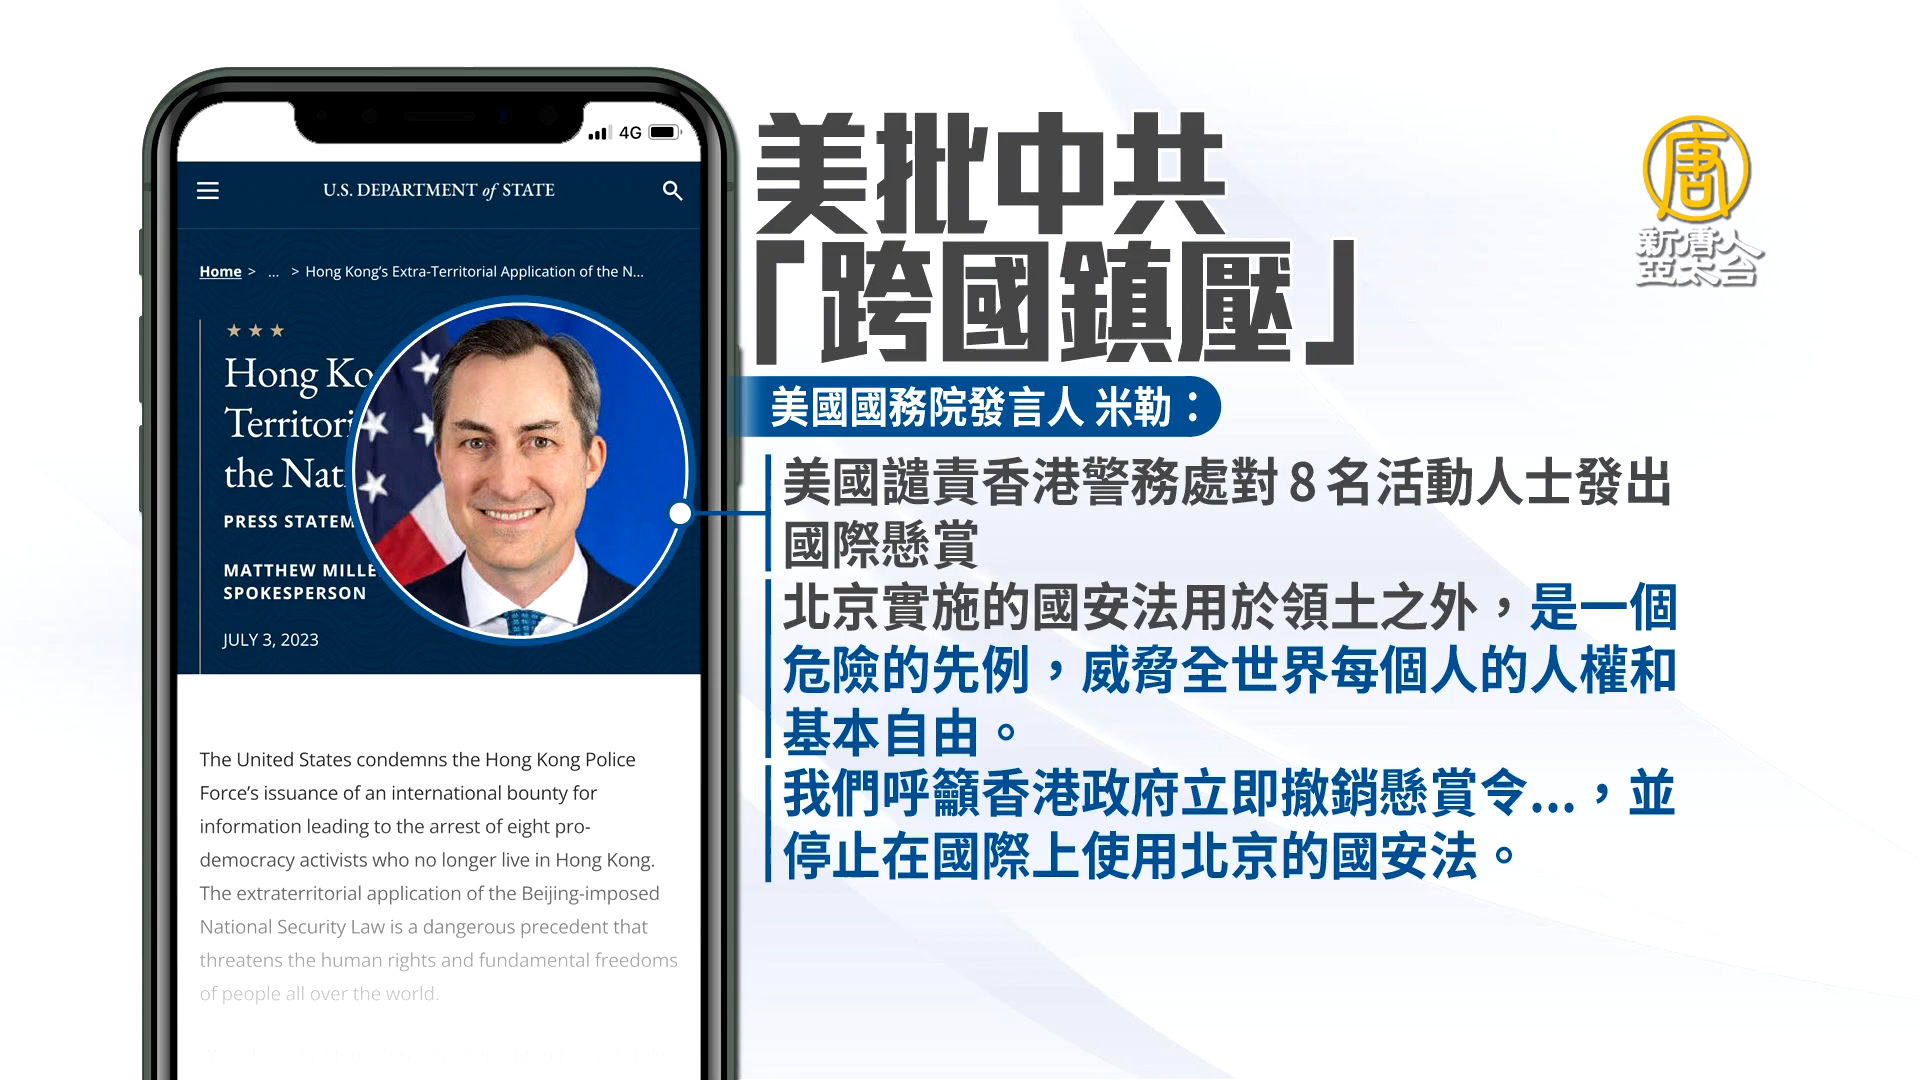 4G
U.S. DEPARTMENT of STATE
Home > ... > Hong Kong's Extra-Territorial Application of the N...
Hong Ko
Territori
the Nati
PRESS STATEM
MATTHEW MILLE
SPOKESPERSON
JULY 3, 2023
The United States condemns the Hong Kong Police
Force's issuance of an international bounty for
information leading to the arrest of eight pro-
democracy activists who no longer live in Hong Kong.
The extraterritorial application of the Beijing-imposed
National Security Law is a dangerous precedent that
threatens the human rights and fundamental freedoms
of people all over the world.
美批中共
「跨國鎮壓」
美國國務院發言人 米勒：
美國譴責香港警務處對8名活動人士發出
國際懸賞
北京實施的國安法用於領土之外，是一個
危險的先例，威脅全世界每個人的人權和
基本自由。
我們呼籲香港政府立即撤銷懸賞令...，並
停止在國際上使用北京的國安法。
唐
新唐人
亞太台